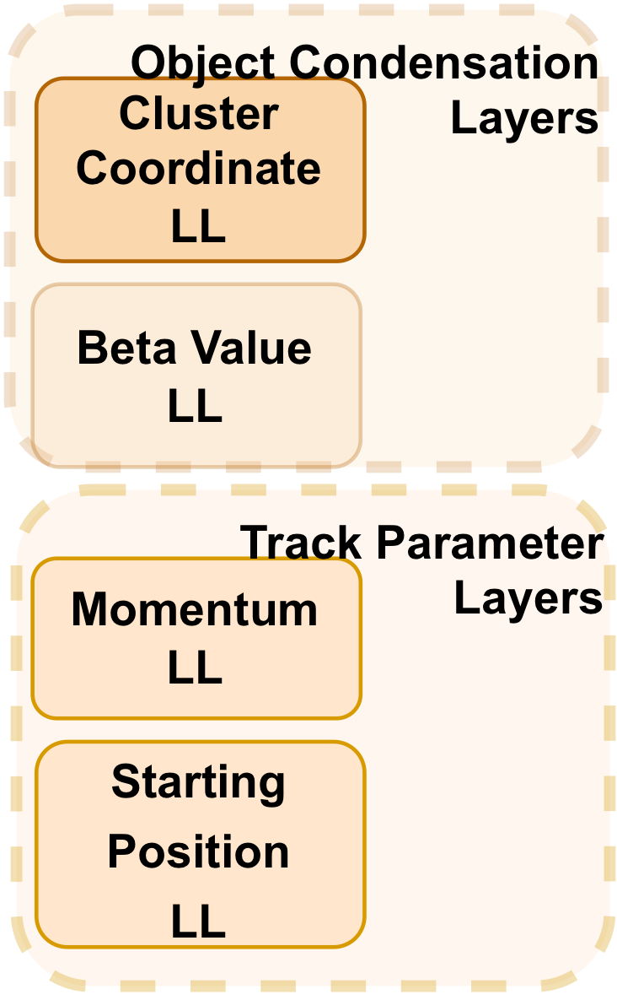 Object Condensation
Layers
Cluster
Coordinate
LL
Beta Value
LL
Track Parameter
Layers
Momentum
LL
Starting
Position
LL